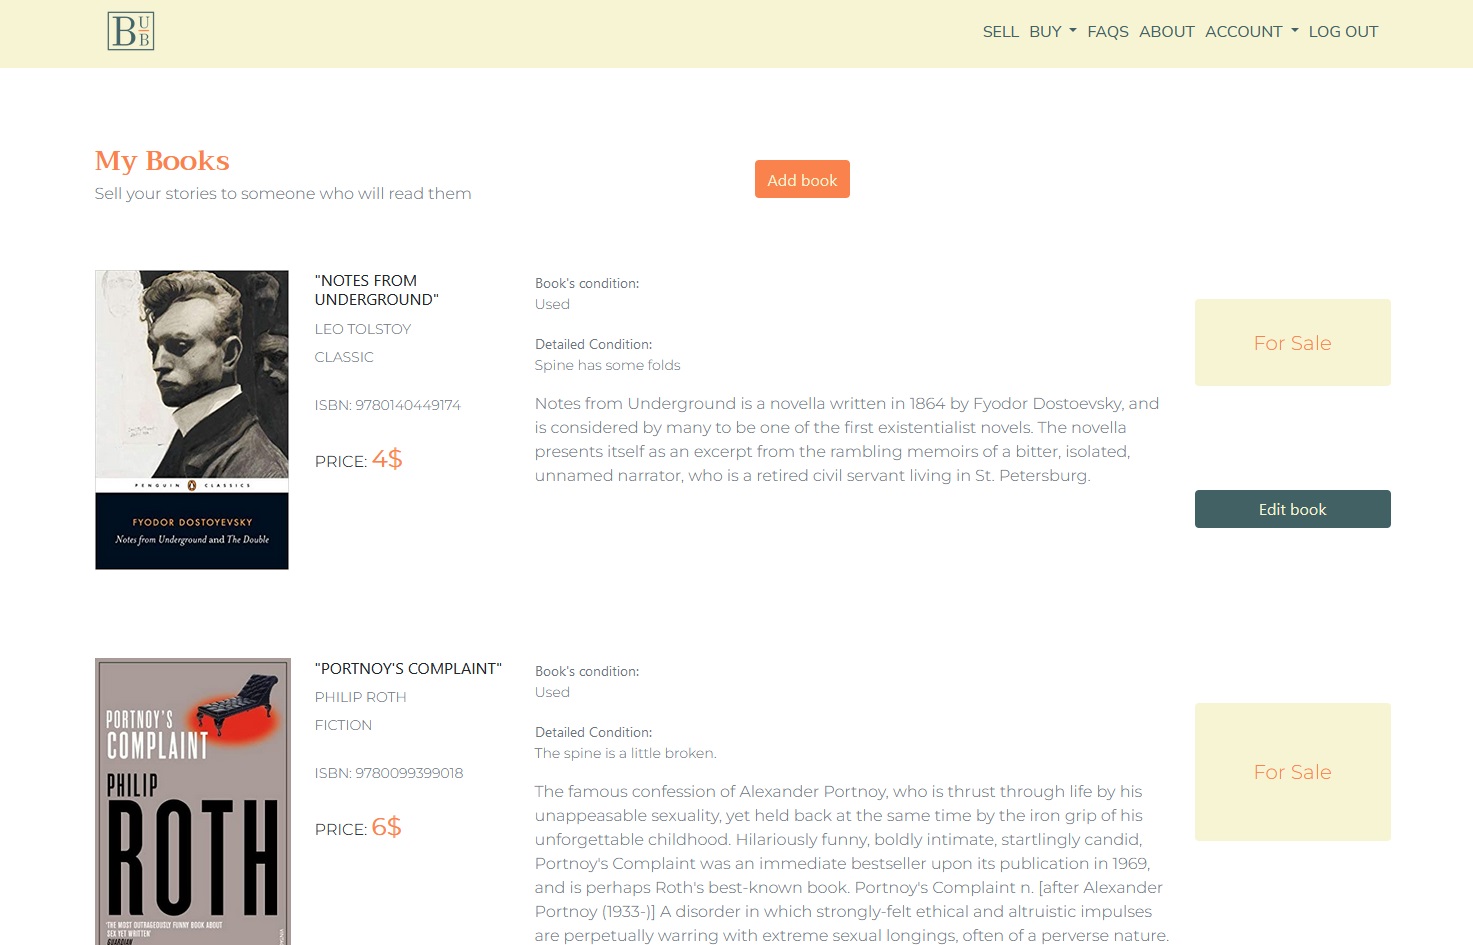 B U B
SELL BUY FAQS ABOUT ACCOUNT LOG OUT
My Books
Sell your stories to someone who will read them
Add book
PENGUIN CLASSICS
FYODOR DOSTOYEVSKY
Notes from Underground and The Double
"NOTES FROM
UNDERGROUND"
LEO TOLSTOY
CLASSIC
ISBN: 9780140449174
PRICE: 4$
Book's condition:
Used
Detailed Condition:
Spine has some folds
Notes from Underground is a novella written in 1864 by Fyodor Dostoevsky, and
is considered by many to be one of the first existentialist novels. The novella
presents itself as an excerpt from the rambling memoirs of a bitter, isolated,
unnamed narrator, who is a retired civil servant living in St. Petersburg.
For Sale
Edit book
PORTNOY'S
COMPLAINT
PHILIP
ROTH
'THE MOST OUTRAGEOUSLY FUNNY BOOK ABOUT
SEX YET WRITTEN'
GUARDIAN
"PORTNOY'S COMPLAINT"
PHILIP ROTH
FICTION
ISBN: 9780099399018
PRICE: 6$
Book's condition:
Used
Detailed Condition:
The spine is a little broken.
The famous confession of Alexander Portnoy, who is thrust through life by his
unappeasable sexuality, yet held back at the same time by the iron grip of his
unforgettable childhood. Hilariously funny, boldly intimate, startlingly candid,
Portnoy's Complaint was an immediate bestseller upon its publication in 1969,
and is perhaps Roth's best-known book. Portnoy's Complaint n. [after Alexander
Portnoy (1933-)] A disorder in which strongly-felt ethical and altruistic impulses
are perpetually warring with extreme sexual longings, often of a perverse nature.
For Sale